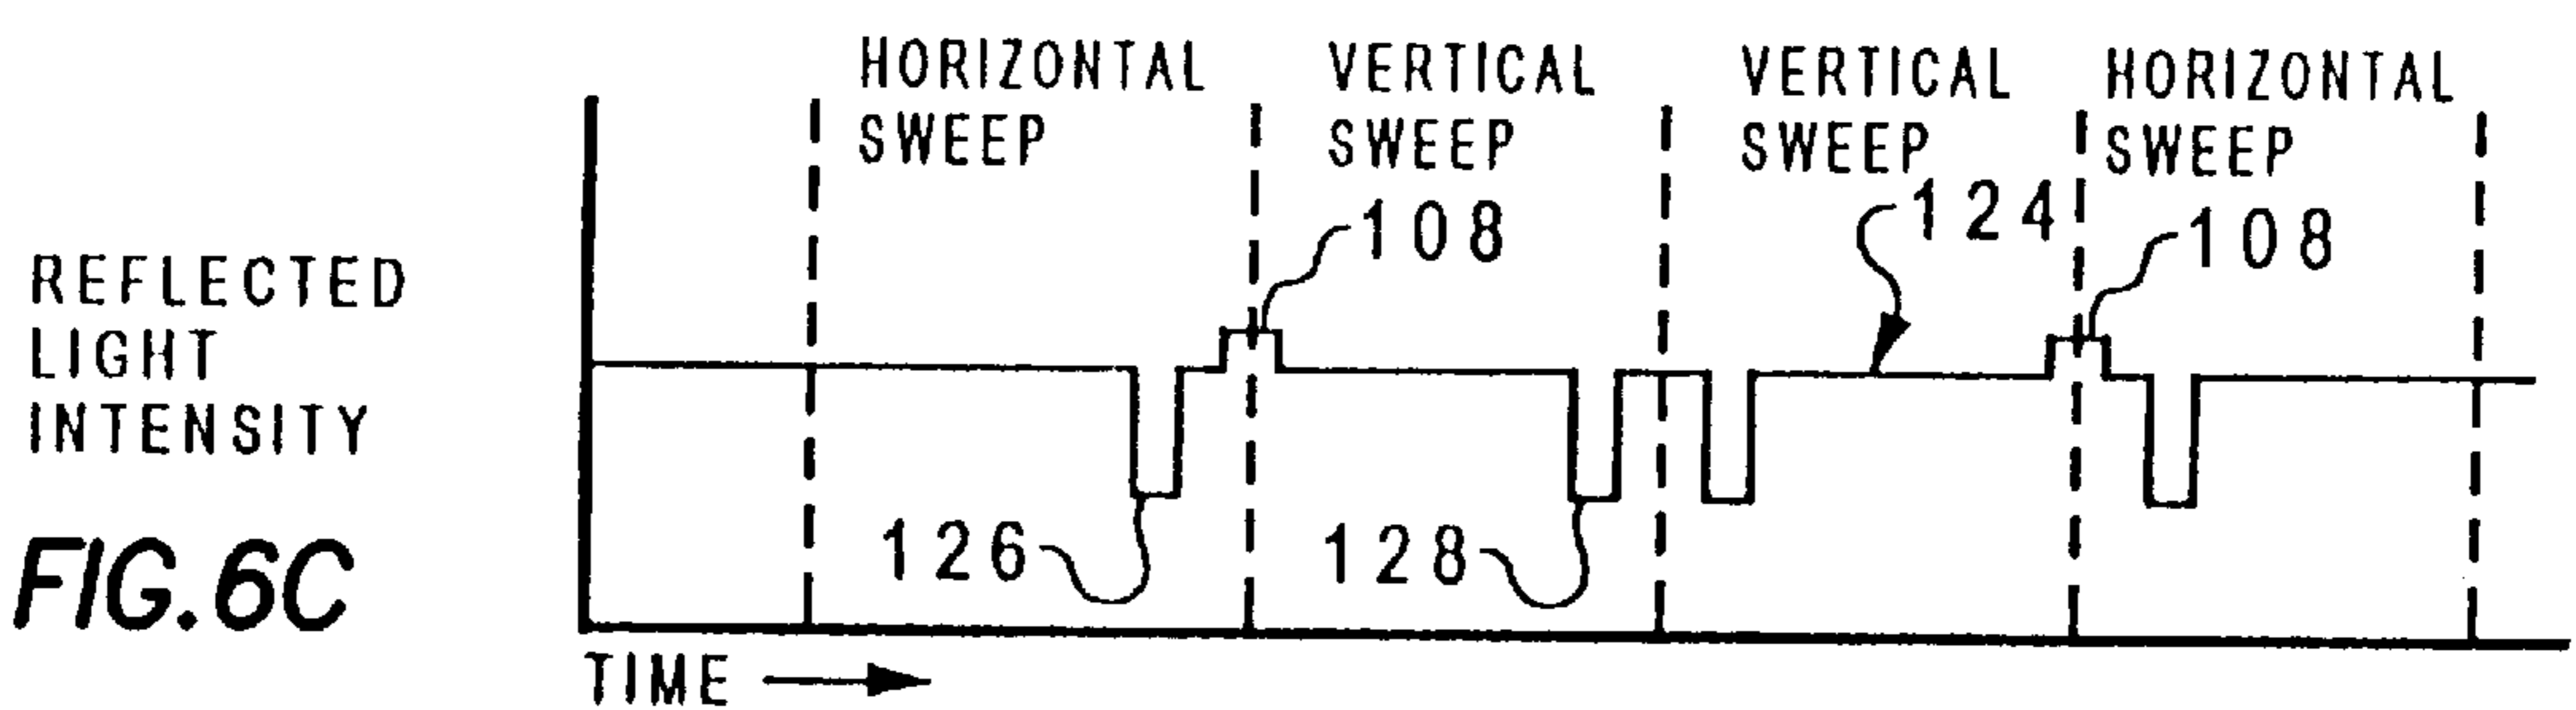 HORIZONTAL
SWEEP
VERTICAL
SWEEP
VERTICAL
SWEEP
HORIZONTAL
SWEEP
108
124
108
REFLECTED
LIGHT
INTENSITY
126
128
FIG.6C
TIME